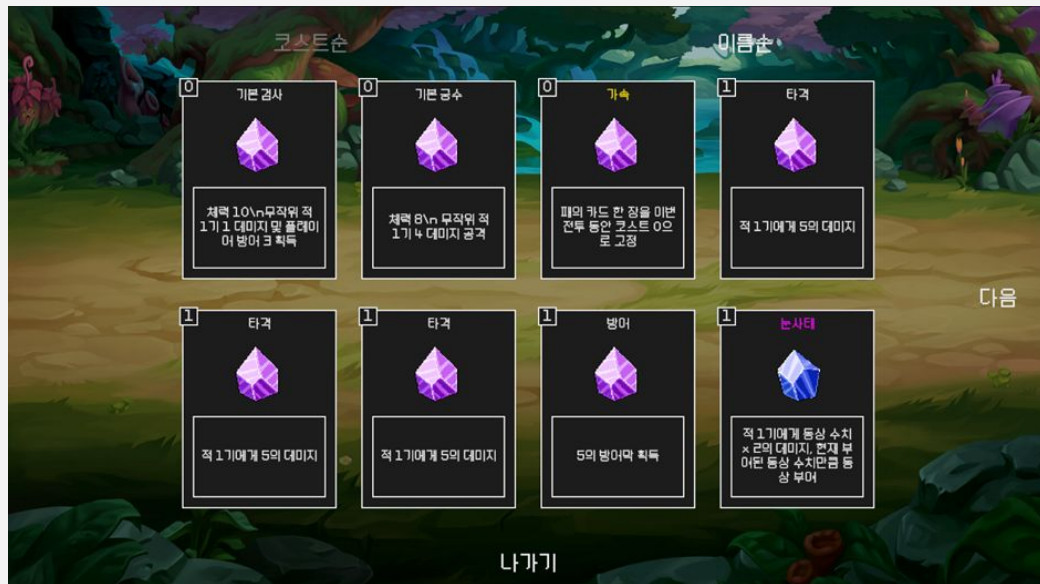 코스트순
이름순
0
기본 검사
체력 10\n무작위 적
1기 1 데미지 및 플레이
어 방어 3 획득
0
기본 궁수
체력 8\n 무작위 적
1기 4 데미지 공격
0
가속
패의 카드 한 장을 이번
전투 동안 코스트 0으
로 고정
1
타격
적 1기에게 5의 데미지
다음
1
타격
적 1기에게 5의 데미지
1
타격
적 1기에게 5의 데미지
1
방어
5의 방어막 획득
1
눈사태
적 1기에게 동상 수치
x 2의 데미지, 현재 부
여된 동상 수치만큼 동
상 부여
나가기